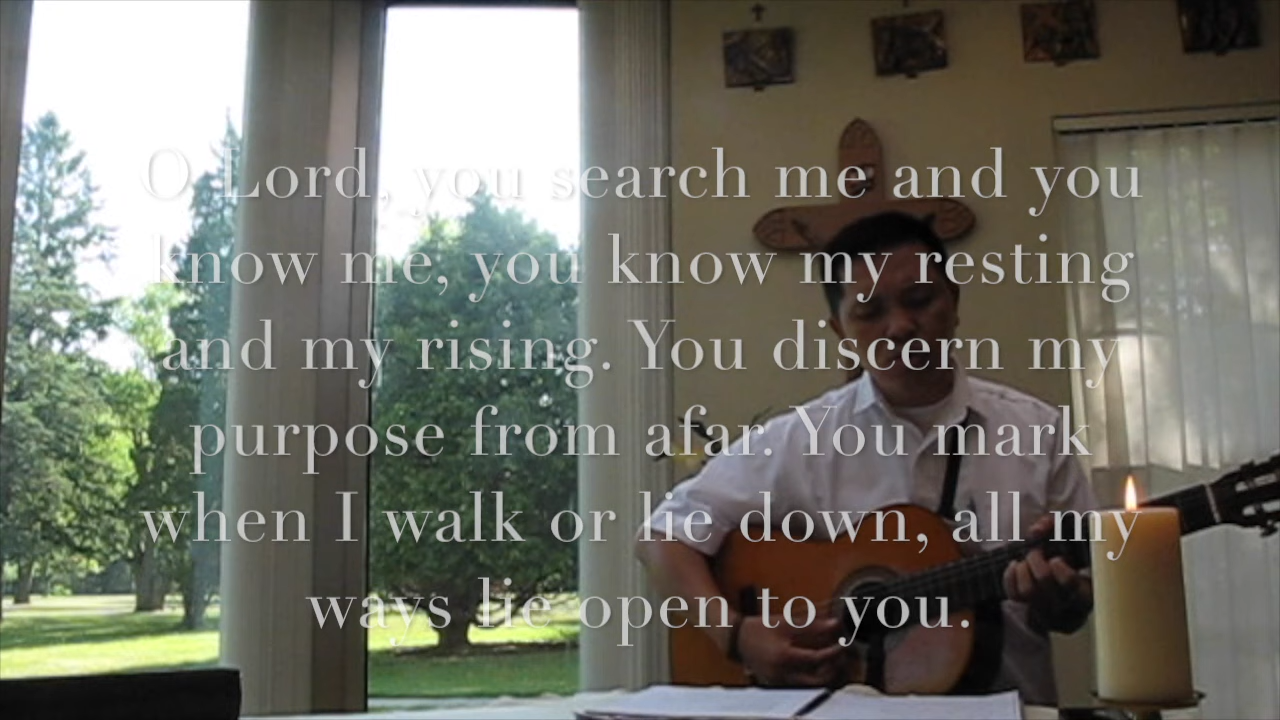 O Lord, you search me and you
know me, you know my resting
and my rising. You discern my
purpose from afar. You mark
when I walk or lie down, all my
ways lie open to you.